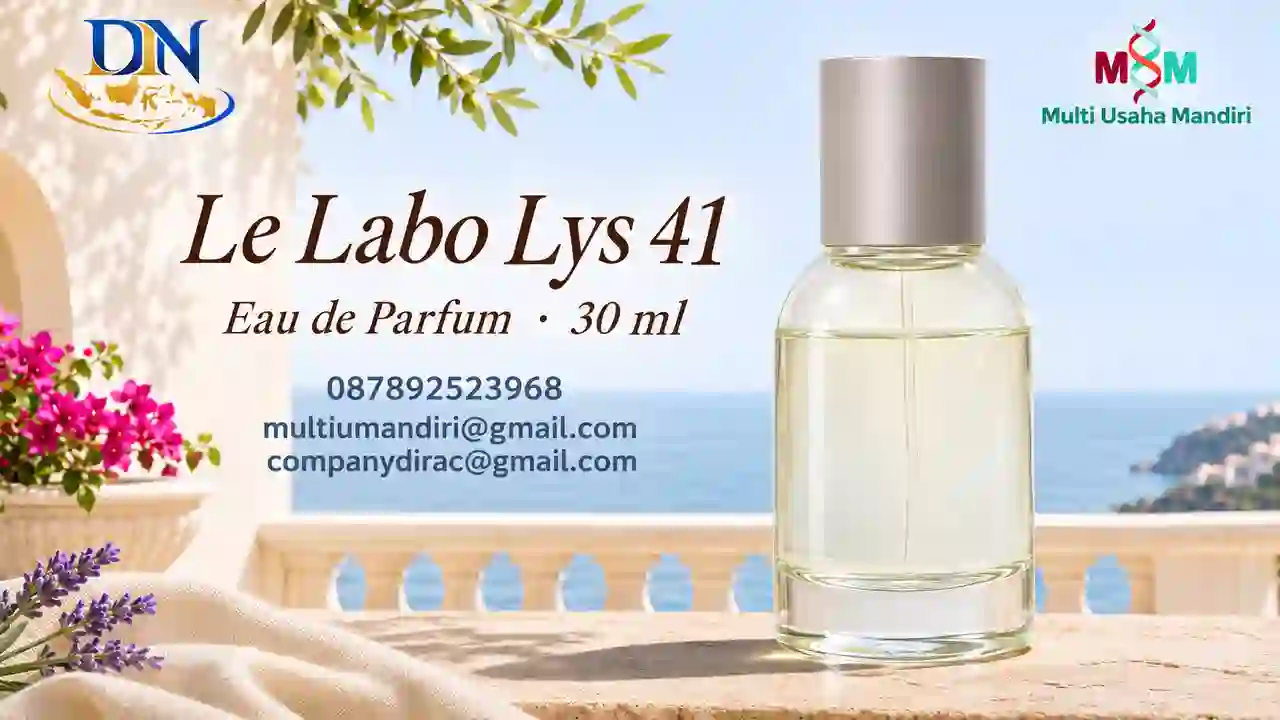 DN
M M
Multi Usaha Mandiri
Le Labo Lys 41
Eau de Parfum · 30 ml
087892523968
multiumandiri@gmail.com
companydirac@gmail.com